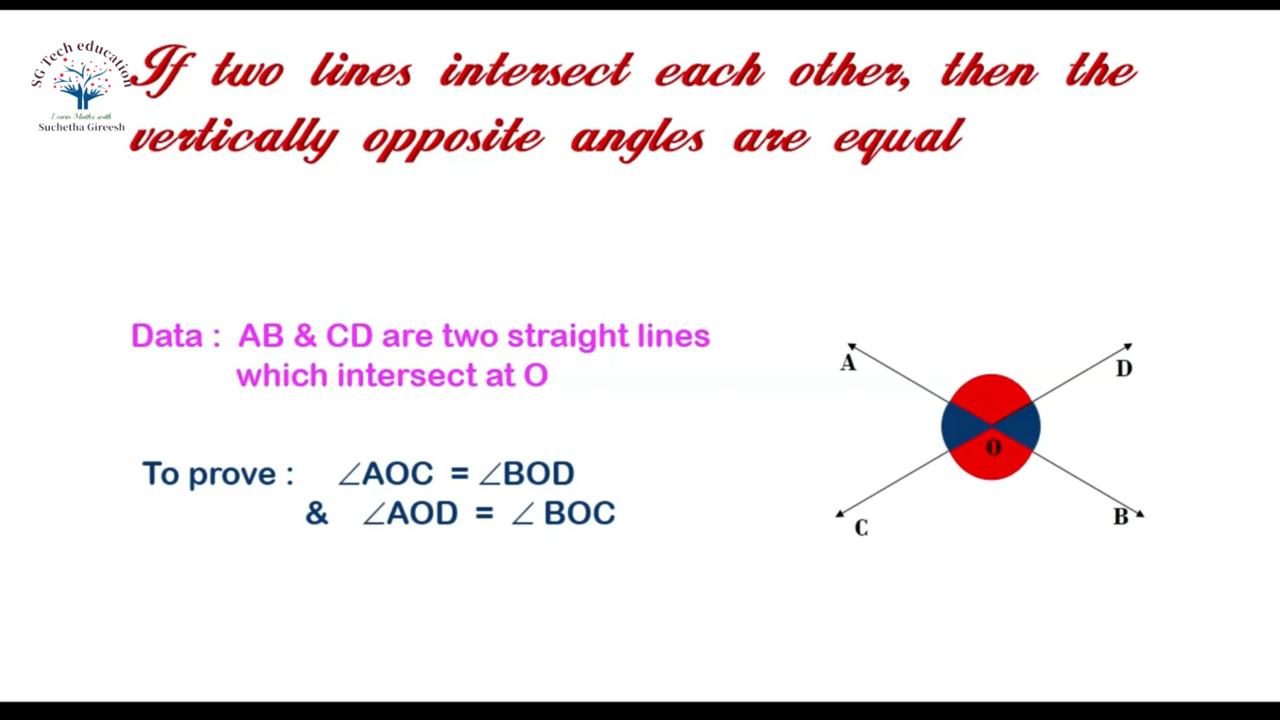 SG Tech education
Learn Maths with
Suchetha Gireesh
If two lines intersect each other, then the
vertically opposite angles are equal
Data : AB & CD are two straight lines
which intersect at O
To prove : ∠AOC = ∠BOD
& ∠AOD = ∠ BOC
A
D
O
C
B